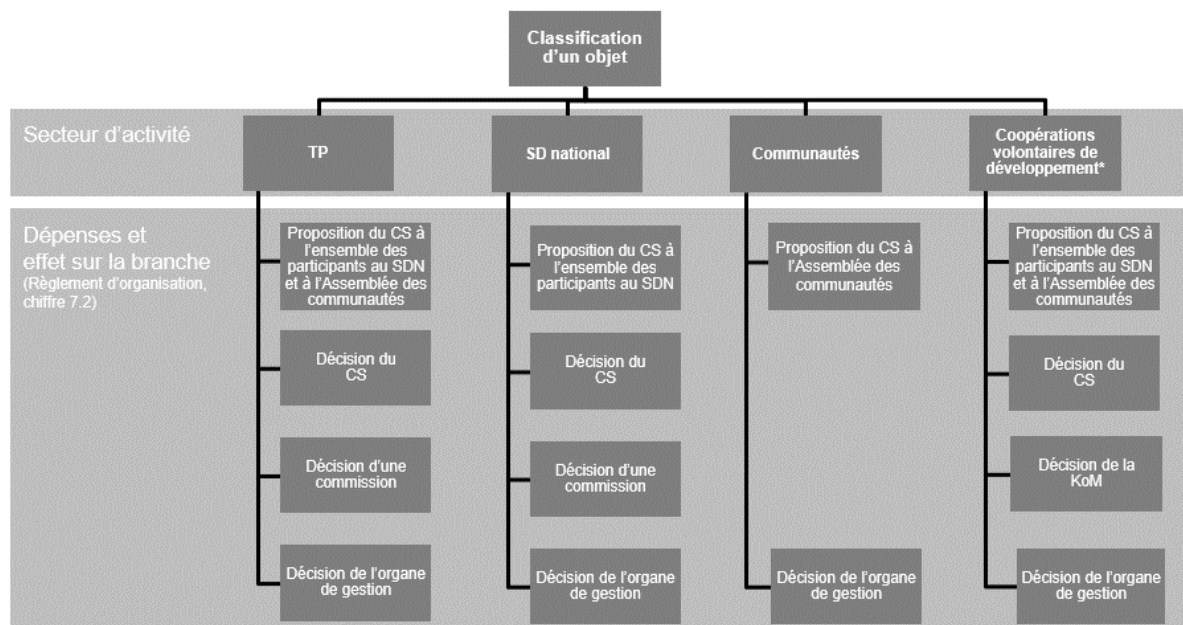 Classification
d'un objet
Secteur d'activité
TP
SD national
Communautés
Coopérations
volontaires de
développement*
Dépenses et
effet sur la branche
(Règlement d'organisation,
chiffre 7.2)
Proposition du CS à
l'ensemble des
participants au SDN
et à l'Assemblée des
communautés
Proposition du CS à
l'ensemble des
participants au SDN
Proposition du CS à
l'Assemblée des
communautés
Proposition du CS à
l'ensemble des
participants au SDN
et à l'Assemblée des
communautés
Décision du
CS
Décision du
CS
Décision du
CS
Décision d'une
commission
Décision d'une
commission
Décision de la
KoM
Décision de l'organe
de gestion
Décision de l'organe
de gestion
Décision de l'organe
de gestion
Décision de l'organe
de gestion